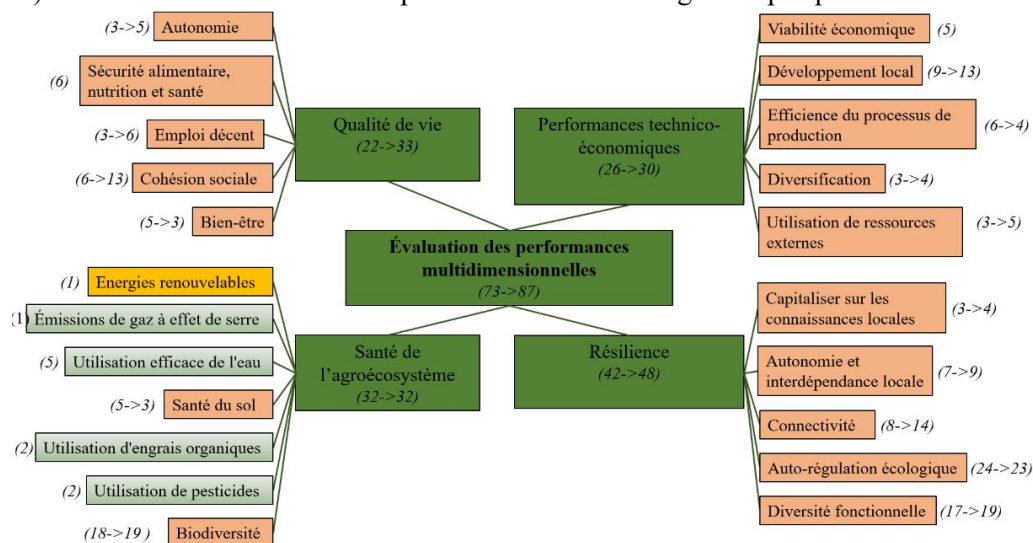 (3->5) Autonomie
(6) Sécurité alimentaire,
nutrition et santé
(3->6) Emploi décent
(6->13) Cohésion sociale
(5->3) Bien-être
Qualité de vie
(22->33)
Performances technico-
économiques
(26->30)
Viabilité économique (5)
Développement local (9->13)
Efficience du processus de
production (6->4)
Diversification (3->4)
Utilisation de ressources
externes (3->5)
Évaluation des performances
multidimensionnelles
(73->87)
(1) Energies renouvelables
(1) Émissions de gaz à effet de serre
(5) Utilisation efficace de l'eau
(5->3) Santé du sol
(2) Utilisation d'engrais organiques
(2) Utilisation de pesticides
(18->19 ) Biodiversité
Santé de
l'agroécosystème
(32->32)
Résilience
(42->48)
Capitaliser sur les
connaissances locales (3->4)
Autonomie et
interdépendance locale (7->9)
Connectivité (8->14)
Auto-régulation écologique (24->23)
Diversité fonctionnelle (17->19)